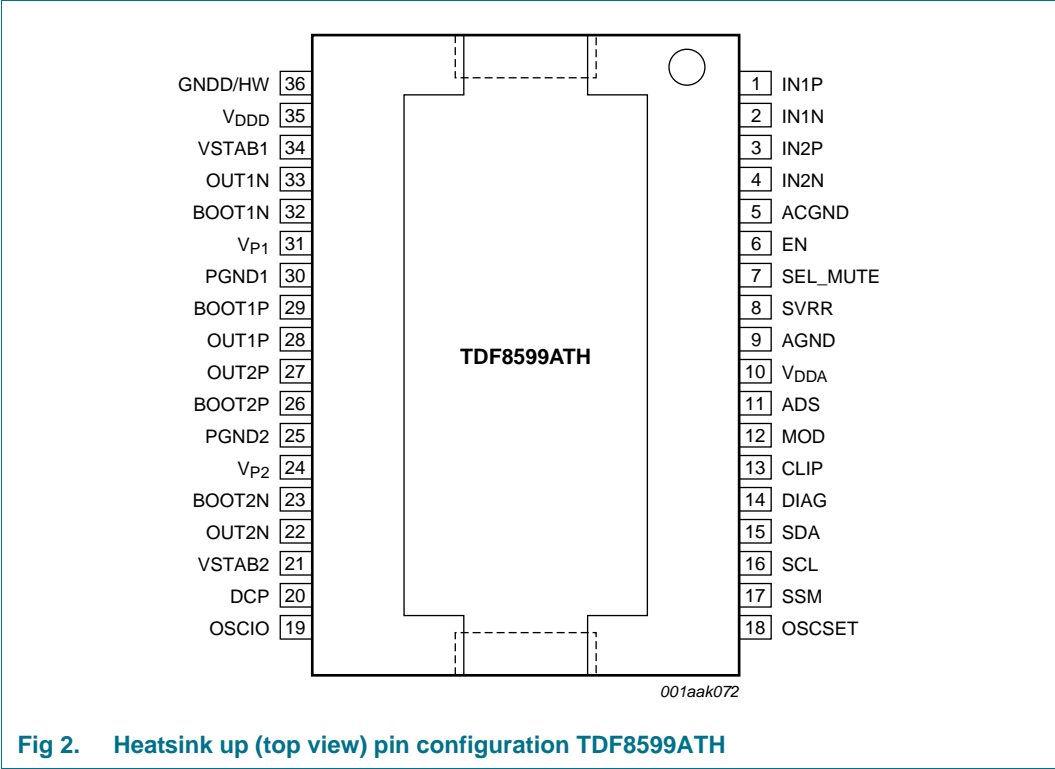 GNDD/HW 36 1 IN1P
VDDD 35 2 IN1N
VSTAB1 34 3 IN2P
OUT1N 33 4 IN2N
BOOT1N 32 5 ACGND
VP1 31 6 EN
PGND1 30 7 SEL_MUTE
BOOT1P 29 8 SVRR
OUT1P 28 9 AGND
TDF8599ATH
OUT2P 27 10 VDDA
BOOT2P 26 11 ADS
PGND2 25 12 MOD
VP2 24 13 CLIP
BOOT2N 23 14 DIAG
OUT2N 22 15 SDA
VSTAB2 21 16 SCL
DCP 20 17 SSM
OSCIO 19 18 OSCSET
001aak072
Fig 2. Heatsink up (top view) pin configuration TDF8599ATH